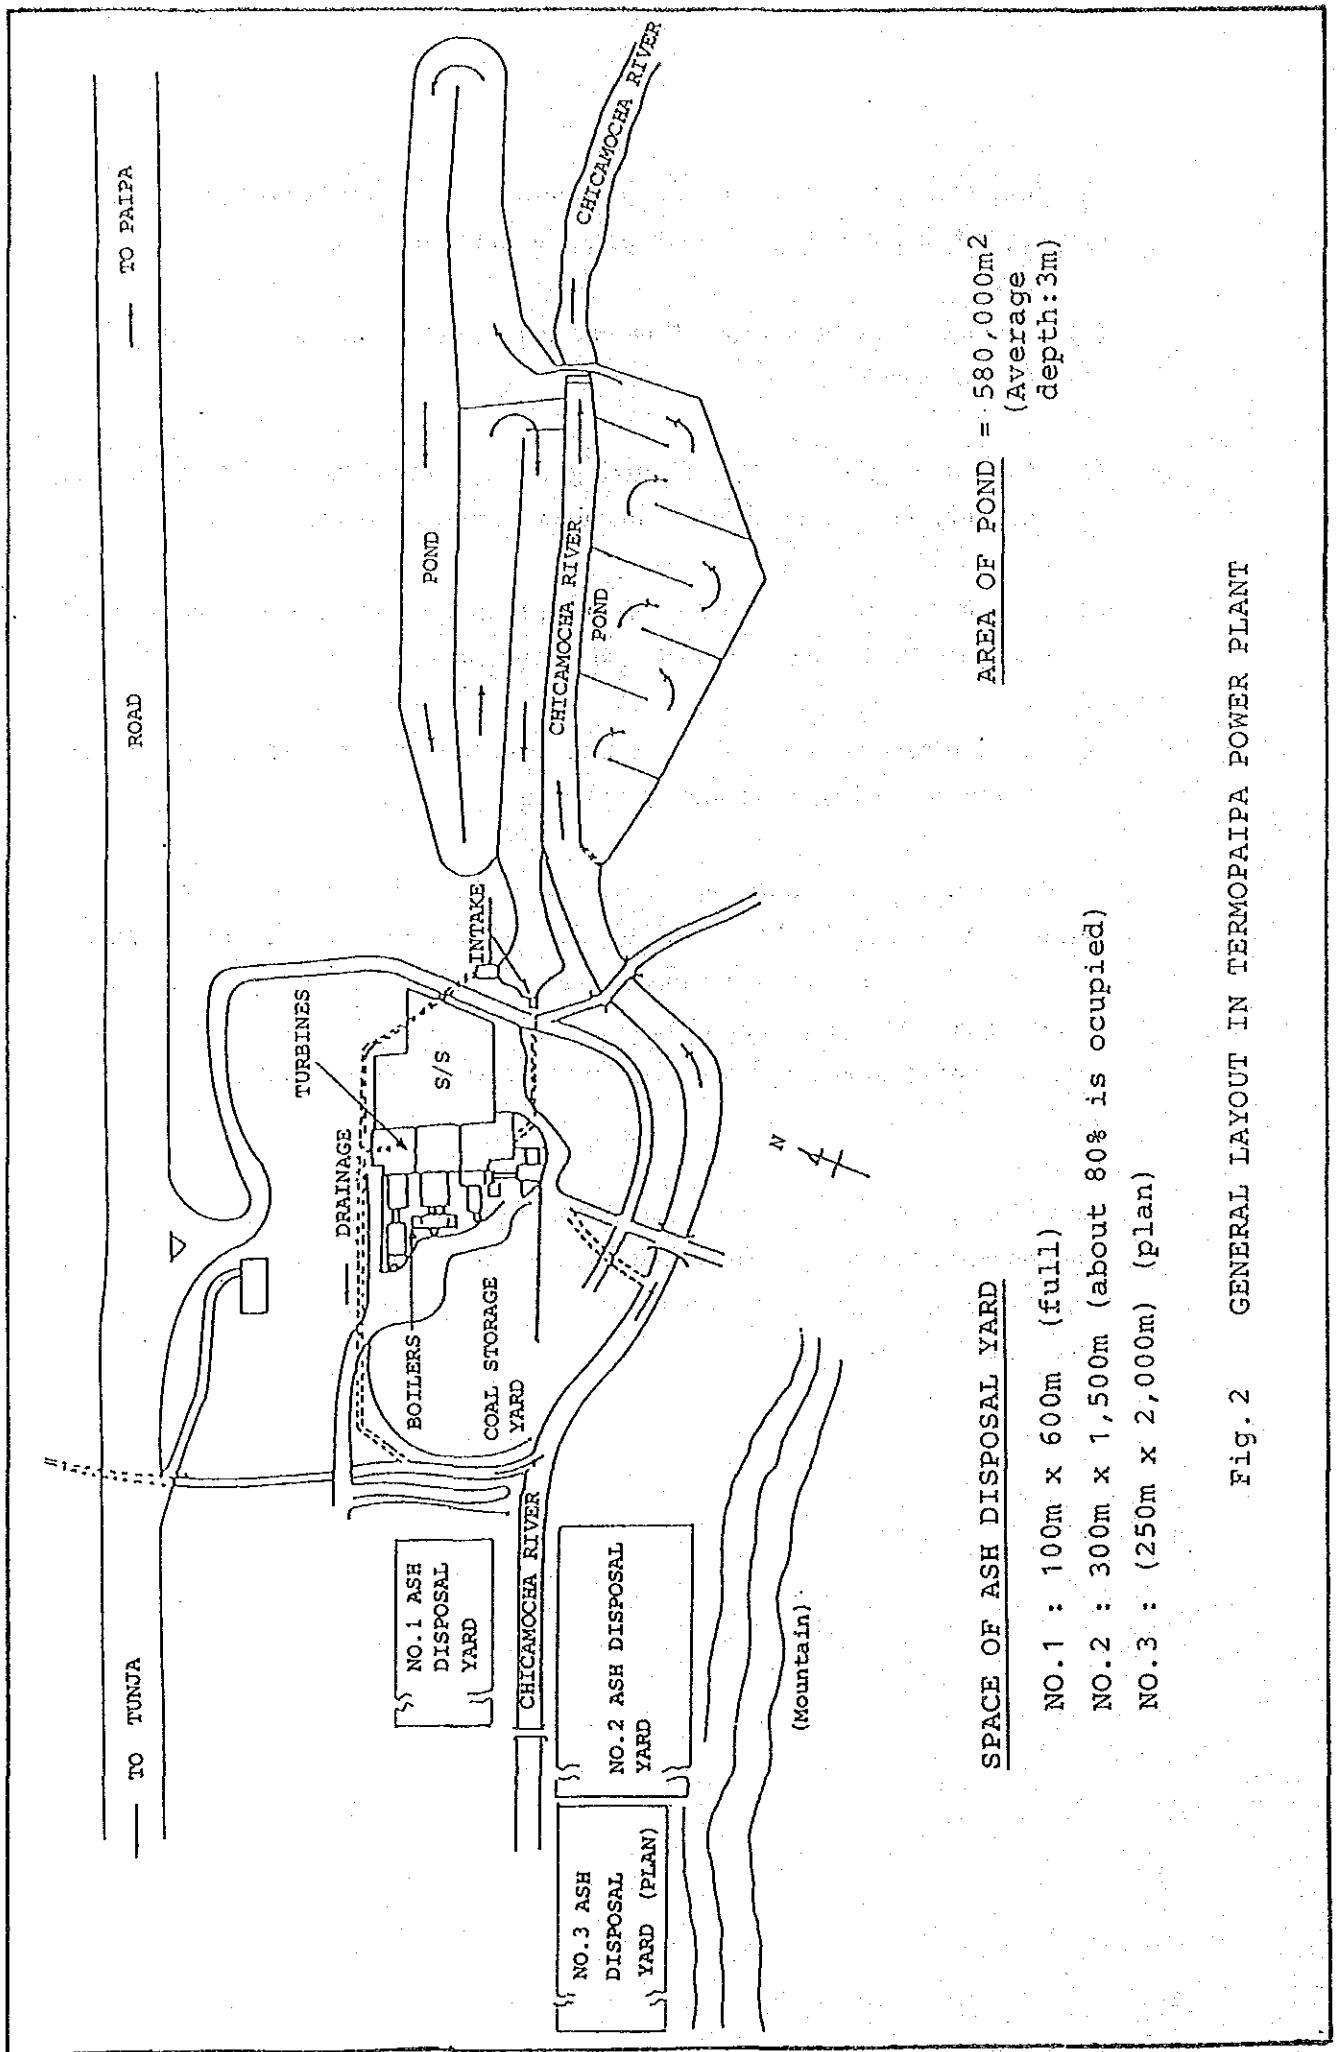 TO TUNJA
ROAD
TO PAIPA
DRAINAGE
TURBINES
S/S
INTAKE
BOILERS
COAL STORAGE
YARD
POND
CHICAMOCHA RIVER
POND
CHICAMOCHA RIVER
NO.1 ASH
DISPOSAL
YARD
CHICAMOCHA RIVER
NO.2 ASH DISPOSAL
YARD
NO.3 ASH
DISPOSAL
YARD (PLAN)
(Mountain)
N
AREA OF POND = 580,000m2
(Average
depth:3m)
SPACE OF ASH DISPOSAL YARD
NO.1 : 100m x 600m (full)
NO.2 : 300m x 1,500m (about 80% is ocupied)
NO.3 : (250m x 2,000m) (plan)
Fig.2 GENERAL LAYOUT IN TERMOPAIPA POWER PLANT